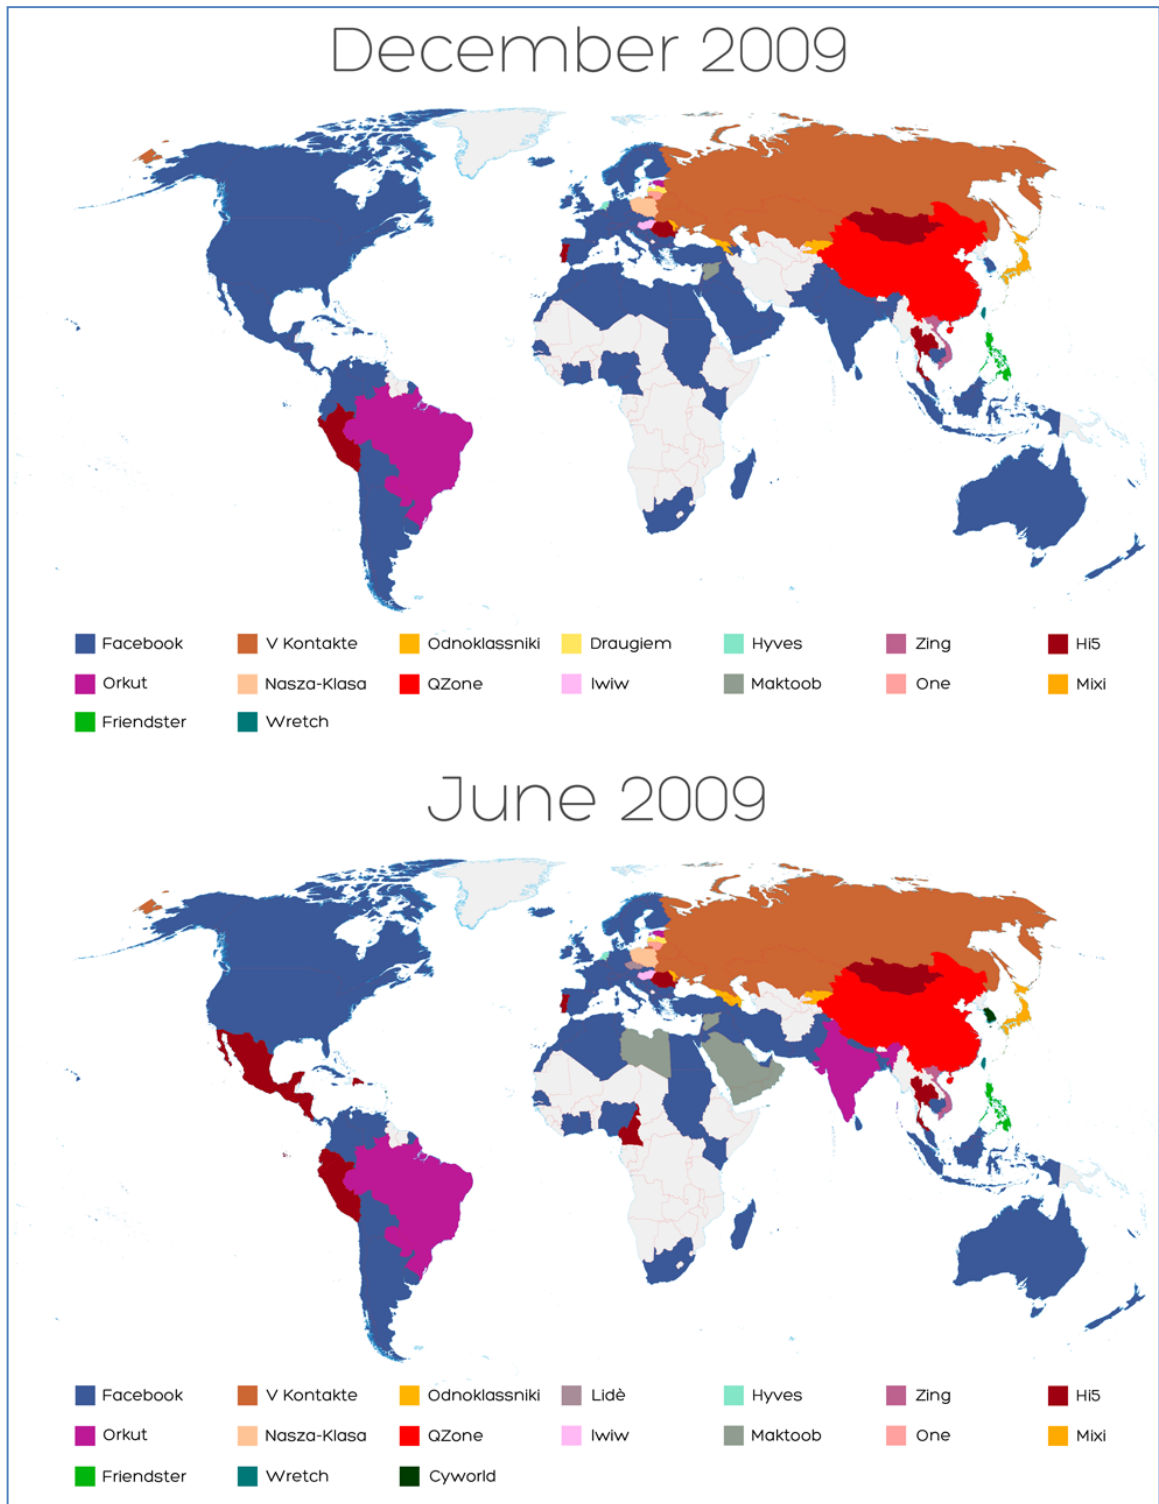 December 2009
Facebook V Kontakte Odnoklassniki Draugiem Hyves Zing Hi5
Orkut Nasza-Klasa QZone Iwiw Maktoob One Mixi
Friendster Wretch
June 2009
Facebook V Kontakte Odnoklassniki Lidè Hyves Zing Hi5
Orkut Nasza-Klasa QZone Iwiw Maktoob One Mixi
Friendster Wretch Cyworld